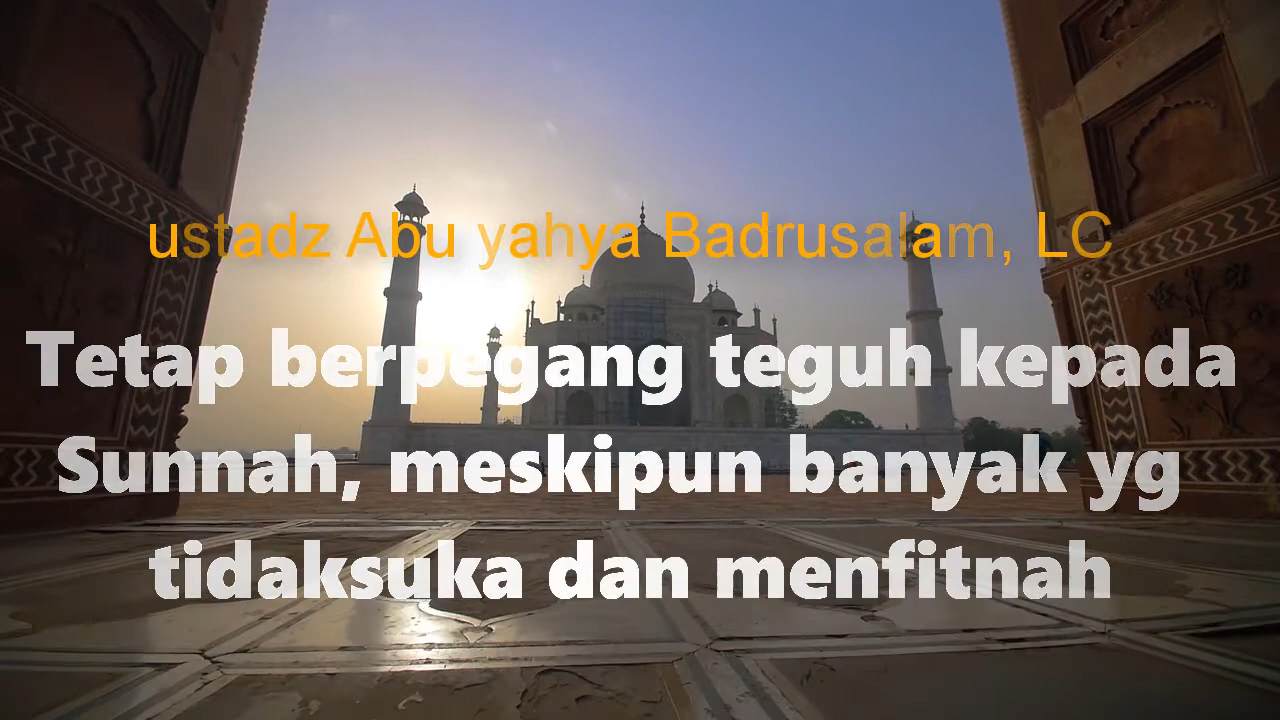 ustadz Abu yahya Badrusalam, LC
Tetap berpegang teguh kepada
Sunnah, meskipun banyak yg
tidaksuka dan menfitnah